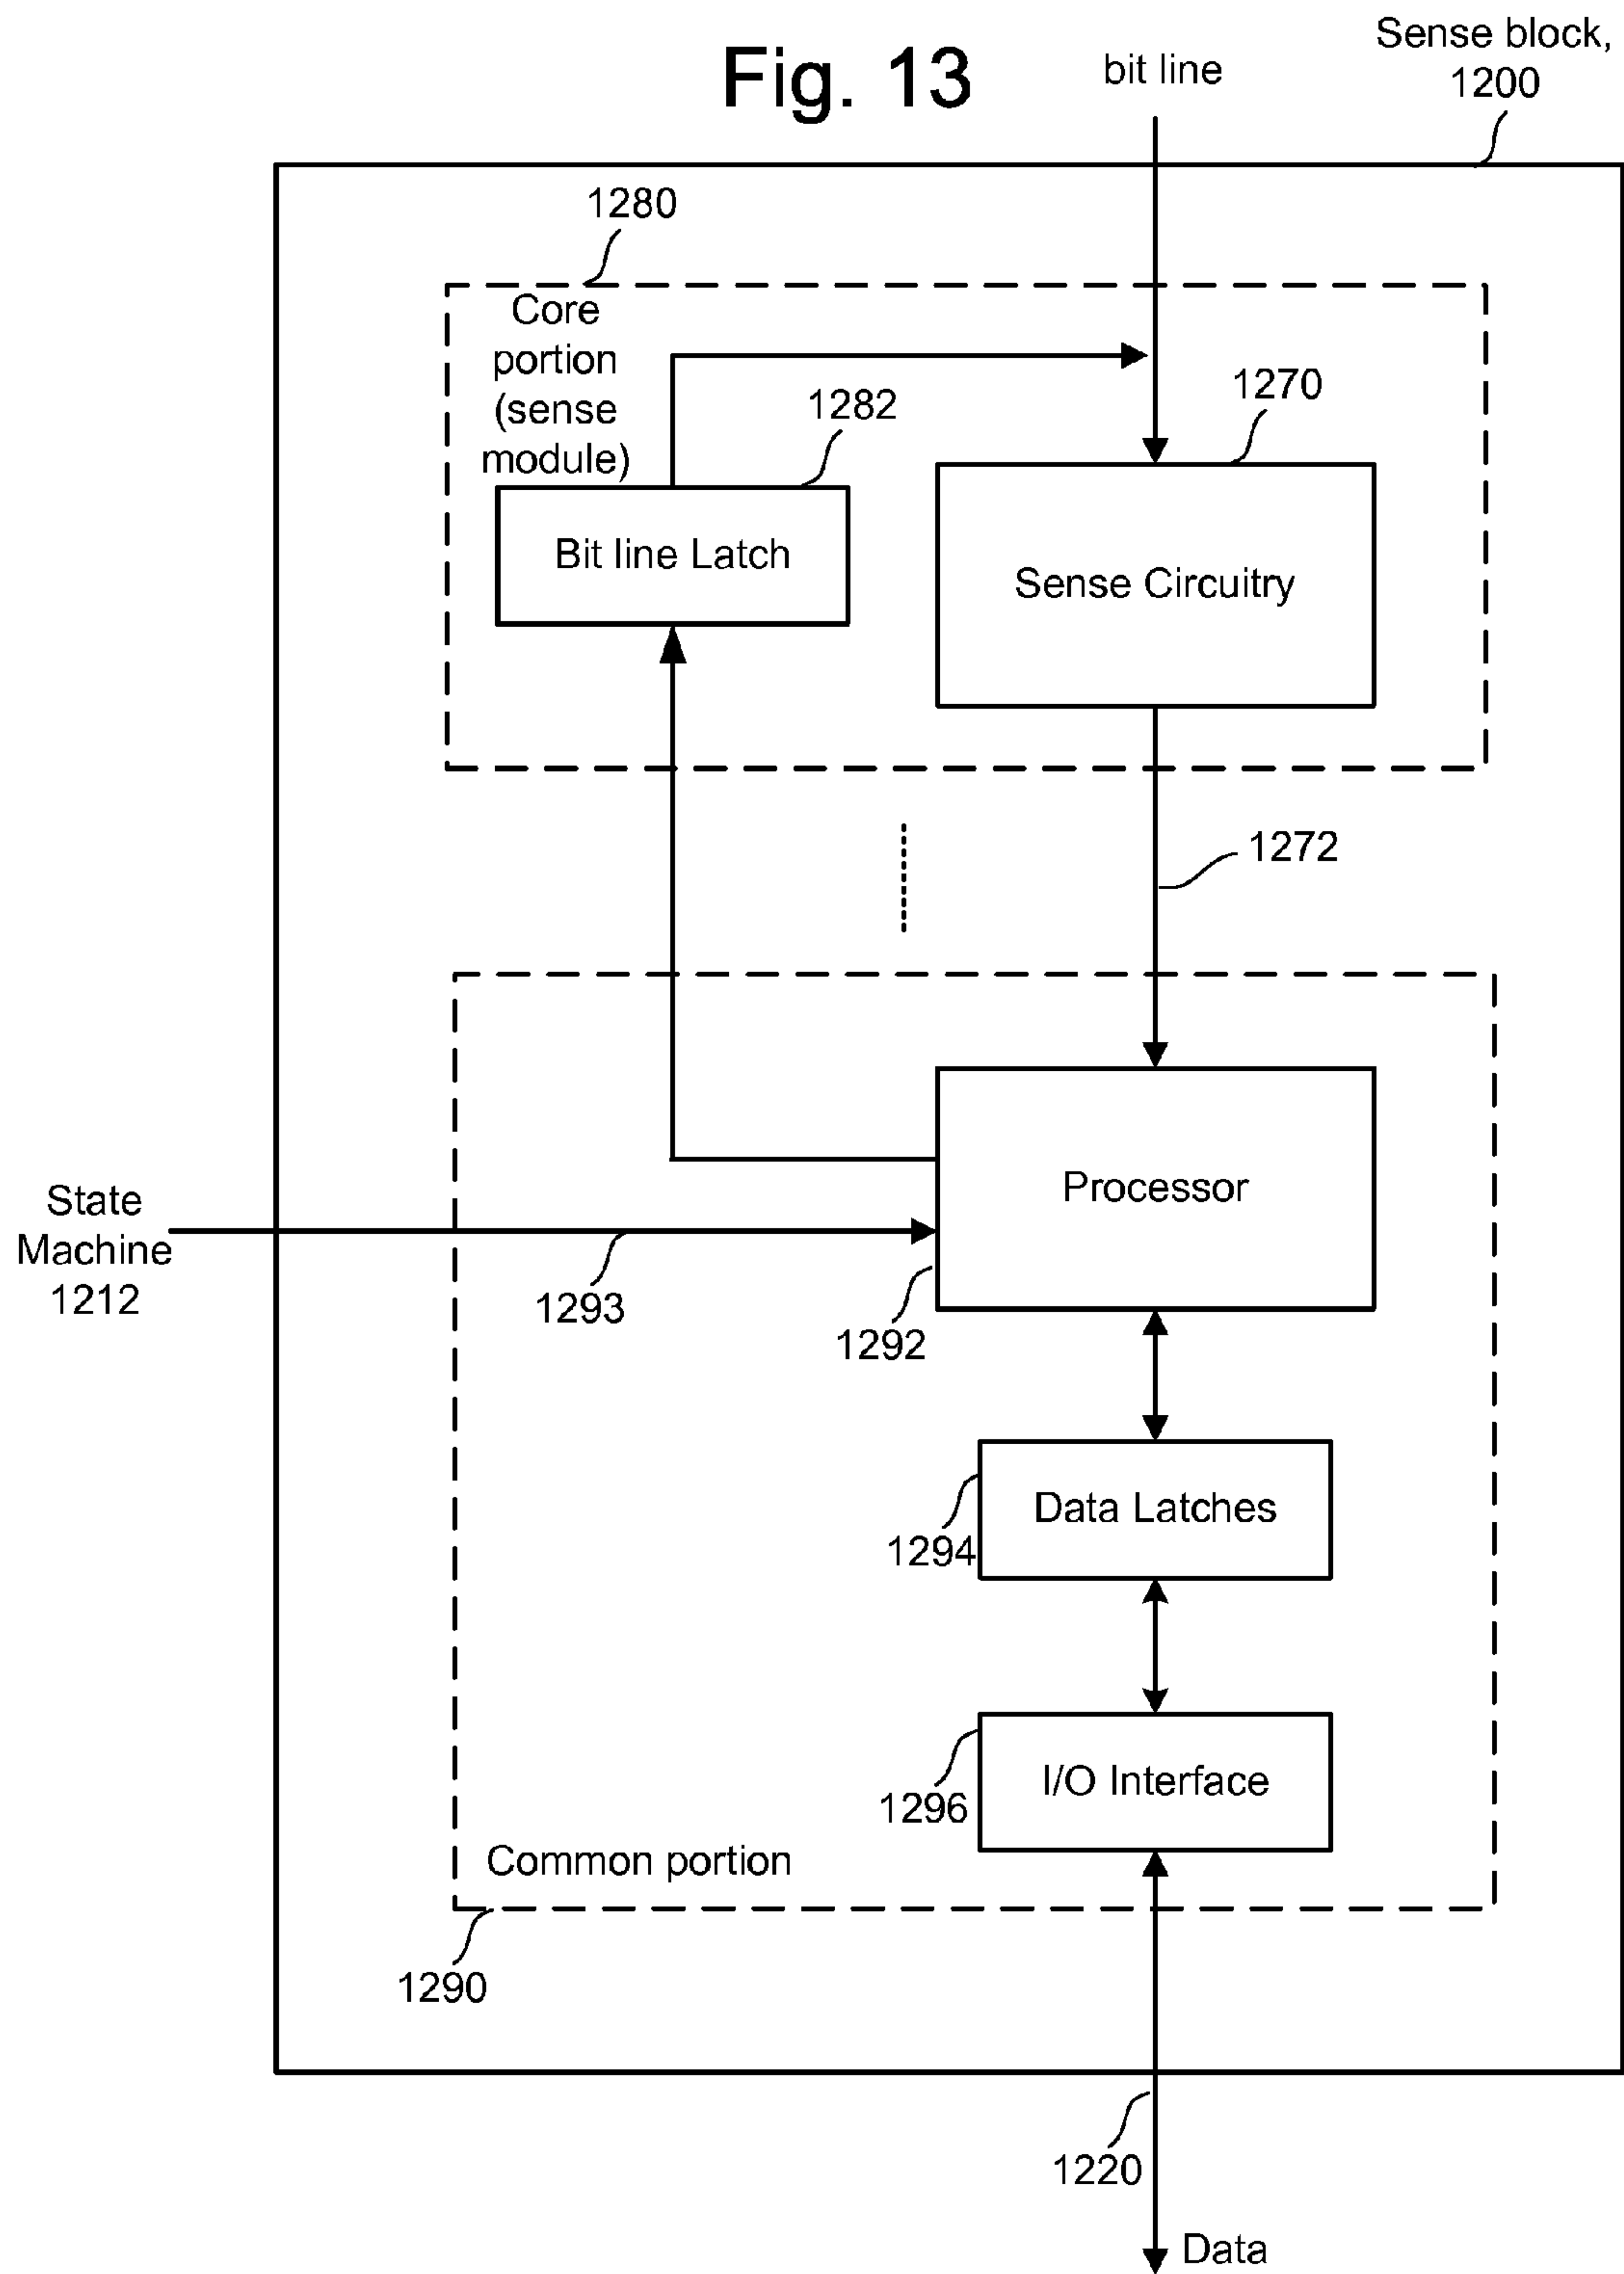 Fig. 13
bit line
Sense block,
1200
1280
Core
portion
(sense
module)
1282
1270
Bit line Latch
Sense Circuitry
1272
Processor
State
Machine
1212
1293
1292
Data Latches
1294
I/O Interface
1296
Common portion
1290
1220
Data